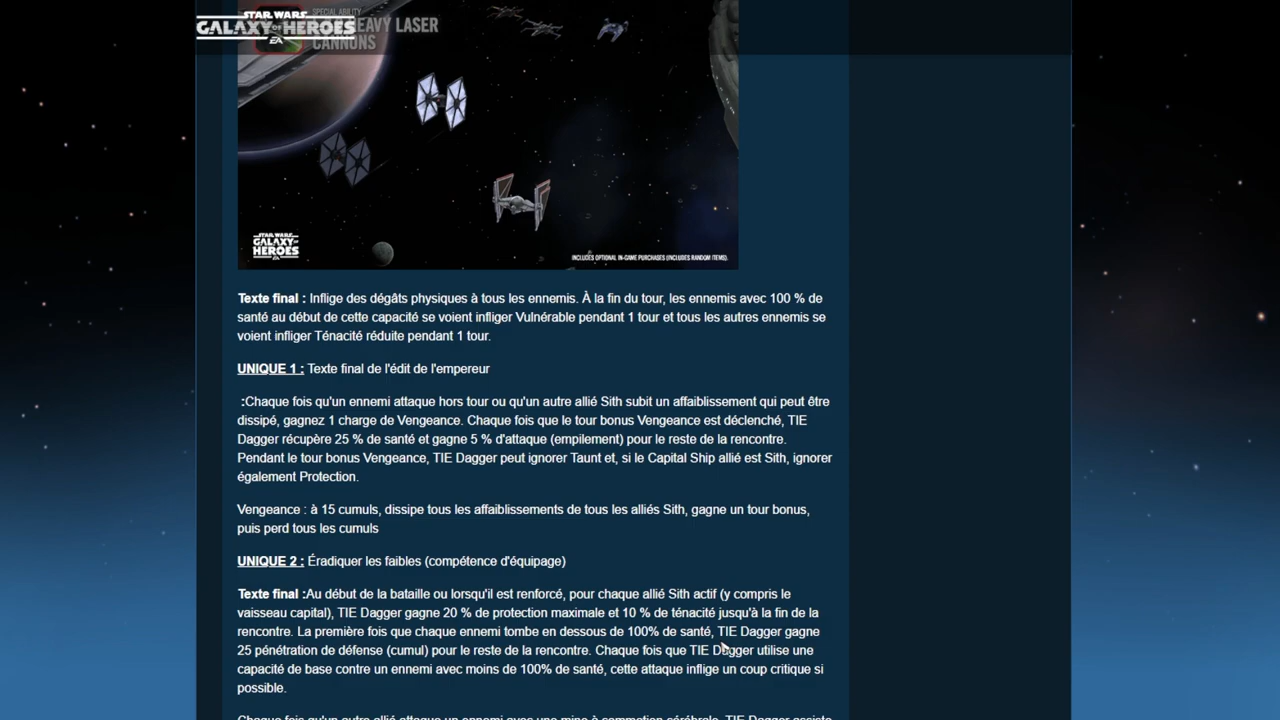 STAR WARS
GALAXY OF HEROES
EA
SPECIAL ABILITY
HEAVY LASER
CANNONS
STAR WARS
GALAXY OF
HEROES
EA
INCLUDES OPTIONAL IN-GAME PURCHASES (INCLUDES RANDOM ITEMS).
Texte final : Inflige des dégâts physiques à tous les ennemis. À la fin du tour, les ennemis avec 100 % de
santé au début de cette capacité se voient infliger Vulnérable pendant 1 tour et tous les autres ennemis se
voient infliger Ténacité réduite pendant 1 tour.
UNIQUE 1 : Texte final de l'édit de l'empereur
:Chaque fois qu'un ennemi attaque hors tour ou qu'un autre allié Sith subit un affaiblissement qui peut être
dissipé, gagnez 1 charge de Vengeance. Chaque fois que le tour bonus Vengeance est déclenché, TIE
Dagger récupère 25 % de santé et gagne 5 % d'attaque (empilement) pour le reste de la rencontre.
Pendant le tour bonus Vengeance, TIE Dagger peut ignorer Taunt et, si le Capital Ship allié est Sith, ignorer
également Protection.
Vengeance : à 15 cumuls, dissipe tous les affaiblissements de tous les alliés Sith, gagne un tour bonus,
puis perd tous les cumuls
UNIQUE 2 : Éradiquer les faibles (compétence d'équipage)
Texte final :Au début de la bataille ou lorsqu'il est renforcé, pour chaque allié Sith actif (y compris le
vaisseau capital), TIE Dagger gagne 20 % de protection maximale et 10 % de ténacité jusqu'à la fin de la
rencontre. La première fois que chaque ennemi tombe en dessous de 100% de santé, TIE Dagger gagne
25 pénétration de défense (cumul) pour le reste de la rencontre. Chaque fois que TIE Dagger utilise une
capacité de base contre un ennemi avec moins de 100% de santé, cette attaque inflige un coup critique si
possible.
Chaque fois qu'un autre allié attaque un ennemi avec une mine à sommation cérébrale, TIE Dagger assiste